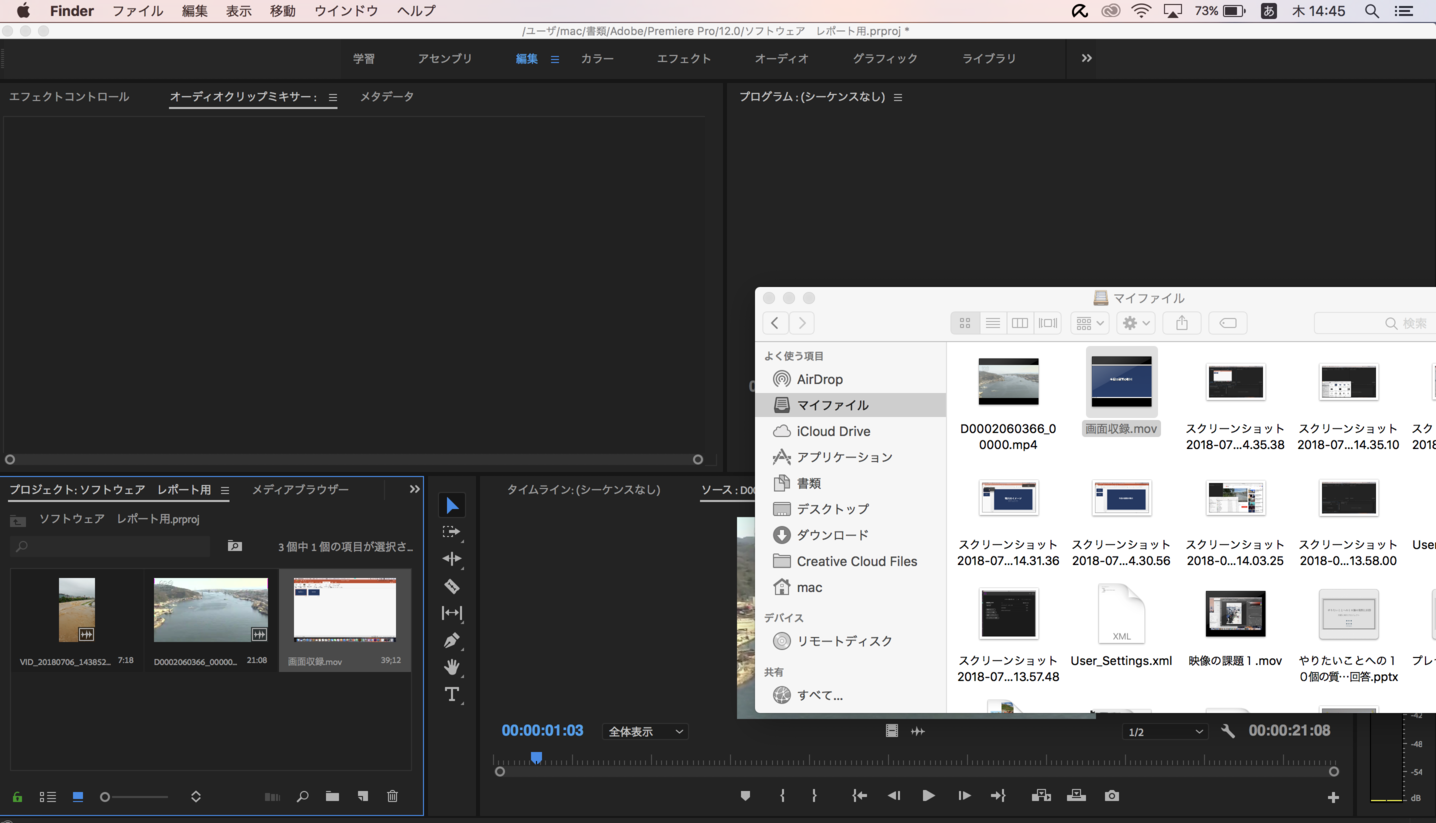 Finder ファイル 編集 表示 移動 ウインドウ ヘルプ 73% あ 木 14:45
/ユーザ/mac/書類/Adobe/Premiere Pro/12.0/ソフトウェア　レポート用.prproj *
学習 アセンブリ 編集 カラー エフェクト オーディオ グラフィック ライブラリ
エフェクトコントロール オーディオクリップミキサー： メタデータ
プログラム：(シーケンスなし)
マイファイル
検索
よく使う項目
AirDrop
マイファイル
iCloud Drive
アプリケーション
書類
デスクトップ
ダウンロード
Creative Cloud Files
mac
デバイス
リモートディスク
共有
すべて...
D0002060366_0
0000.mp4
画面収録.mov
スクリーンショット
2018-07...4.35.38
スクリーンショット
2018-07...14.35.10
スク
2018
スクリーンショット
2018-07...14.31.36
スクリーンショット
2018-07...4.30.56
スクリーンショット
2018-0...14.03.25
スクリーンショット
2018-0...13.58.00
User
スクリーンショット
2018-07...13.57.48
XML
User_Settings.xml
映像の課題１.mov
やりたいことへの１
０個の質…回答.pptx
プレ
プロジェクト: ソフトウェア　レポート用 メディアブラウザー
ソフトウェア　レポート用.prproj
3 個中 1 個の項目が選択さ...
VID_20180706_143852... 7:18
D0002060366_00000... 21:08
画面収録.mov 39;12
タイムライン: (シーケンスなし) ソース: D00
00:00:01:03 全体表示 1/2 00:00:21:08
-42
-48
-54
dB